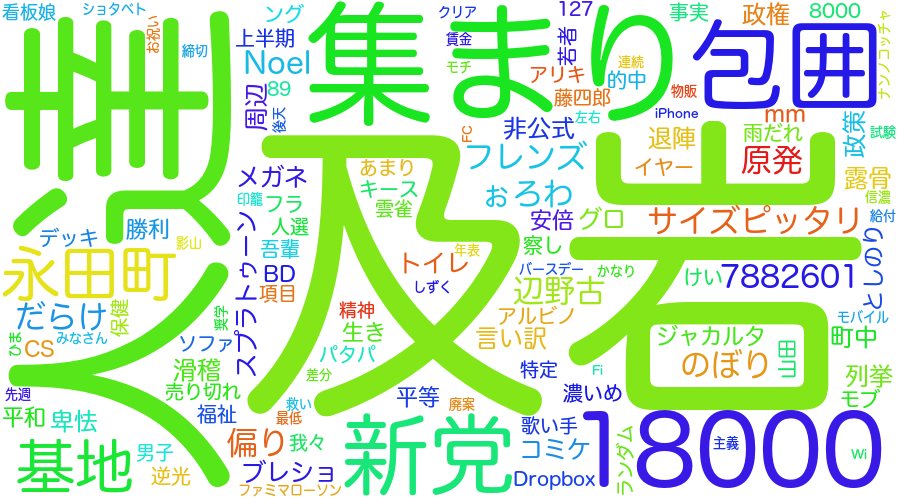 看板娘
ショタベト
お祝い
締切
ング
上半期
Noel
89
周辺
後天
集まり
クリア
賃金
モチ
127
若者
アリキ
藤四郎
連続
的中
左右
事実
政権
8000
物販
iPhone
包囲
ナンノコッチャ
mm
退陣
雨だれ
原発
政策
試験
イヤー
露骨
信濃
非公式
FC
フレンズ
ぉろわ
メガネ
あまり
キース
雲雀
印籠
フラ
人選
及
岩
安倍
グロ
サイズピッタリ
給付
りのしと
デッキ
勝利
影山
永田町
スプラトゥーン
吾輩
BD
項目
トイレ
年表
しずく
察し
バースデー
かなり
けい
7882601
辺野古
アルビノ
言い訳
だらけ
保健
みなさん
ひま
CS
ソファ
美学
精神
生き
パタパ
差分
ジャカルタ
のぼり
山田
モバイル
町中
滑稽
売り切れ
先週
平和
卑怯
福祉
救い
最低
平等
廃案
特定
Fi
濃いめ
列挙
モブ
基地
男子
逆光
偏り
我々
ブレショ
ファミマローソン
新党
歌い手
コミケ
Dropbox
ランダム
18000
主義
Wi